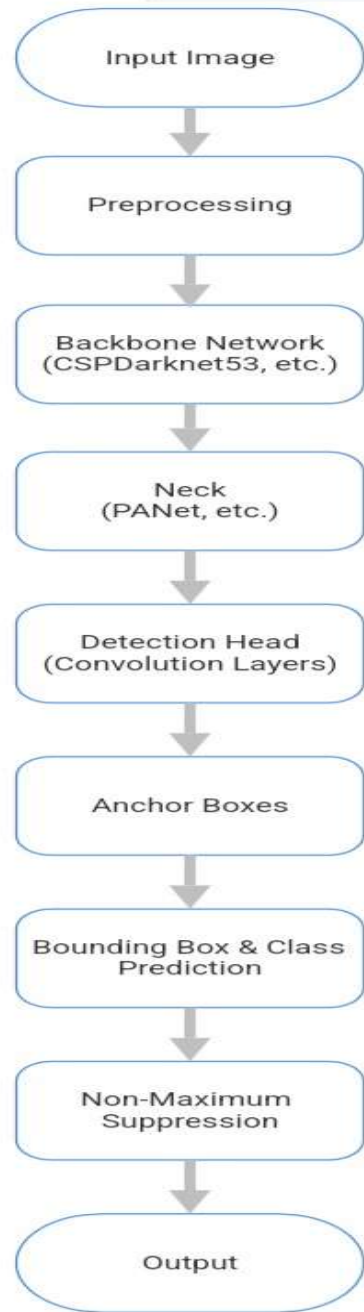 Input Image
Preprocessing
Backbone Network
(CSPDarknet53, etc.)
Neck
(PANet, etc.)
Detection Head
(Convolution Layers)
Anchor Boxes
Bounding Box & Class
Prediction
Non-Maximum
Suppression
Output